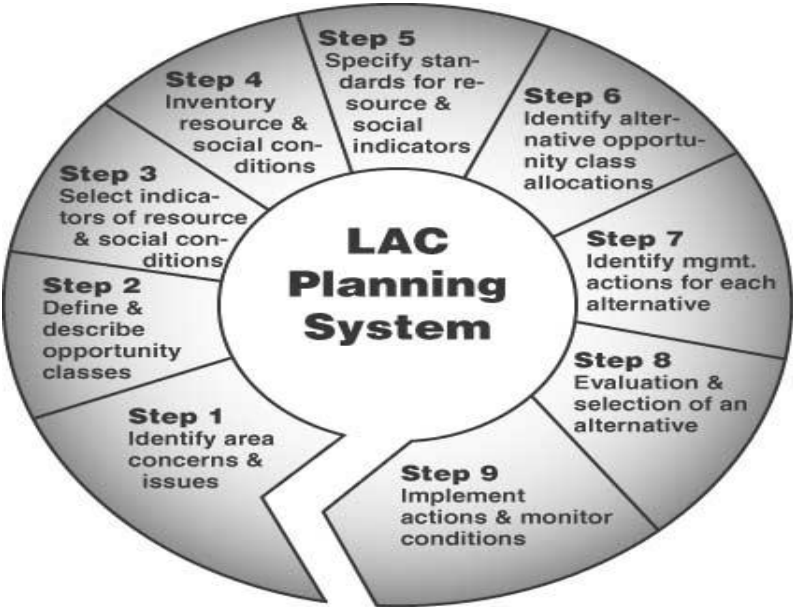 LAC
Planning
System
Step 1
Identify area
concerns &
issues
Step 2
Define &
describe
opportunity
classes
Step 3
Select indica-
tors of resource
& social con-
ditions
Step 4
Inventory
resource &
social con-
ditions
Step 5
Specify stan-
dards for re-
source &
social
indicators
Step 6
Identify alter-
native opportu-
nity class
allocations
Step 7
Identify mgmt.
actions for each
alternative
Step 8
Evaluation &
selection of an
alternative
Step 9
Implement
actions & monitor
conditions